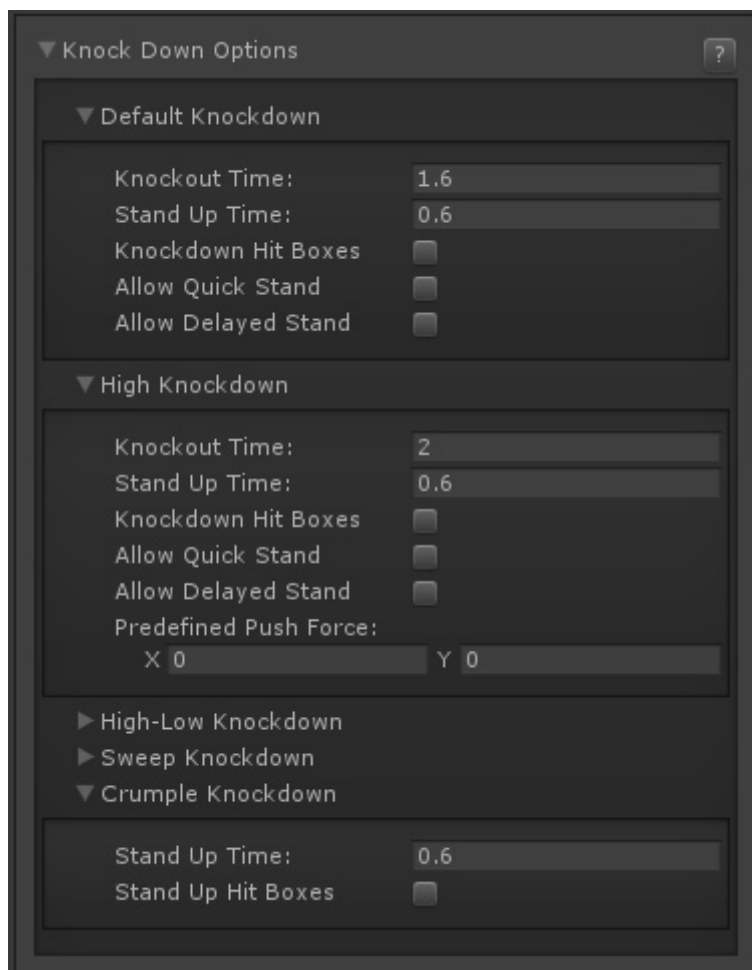 Knock Down Options ?
Default Knockdown
Knockout Time: 1.6
Stand Up Time: 0.6
Knockdown Hit Boxes
Allow Quick Stand
Allow Delayed Stand
High Knockdown
Knockout Time: 2
Stand Up Time: 0.6
Knockdown Hit Boxes
Allow Quick Stand
Allow Delayed Stand
Predefined Push Force:
X 0 Y 0
High-Low Knockdown
Sweep Knockdown
Crumple Knockdown
Stand Up Time: 0.6
Stand Up Hit Boxes